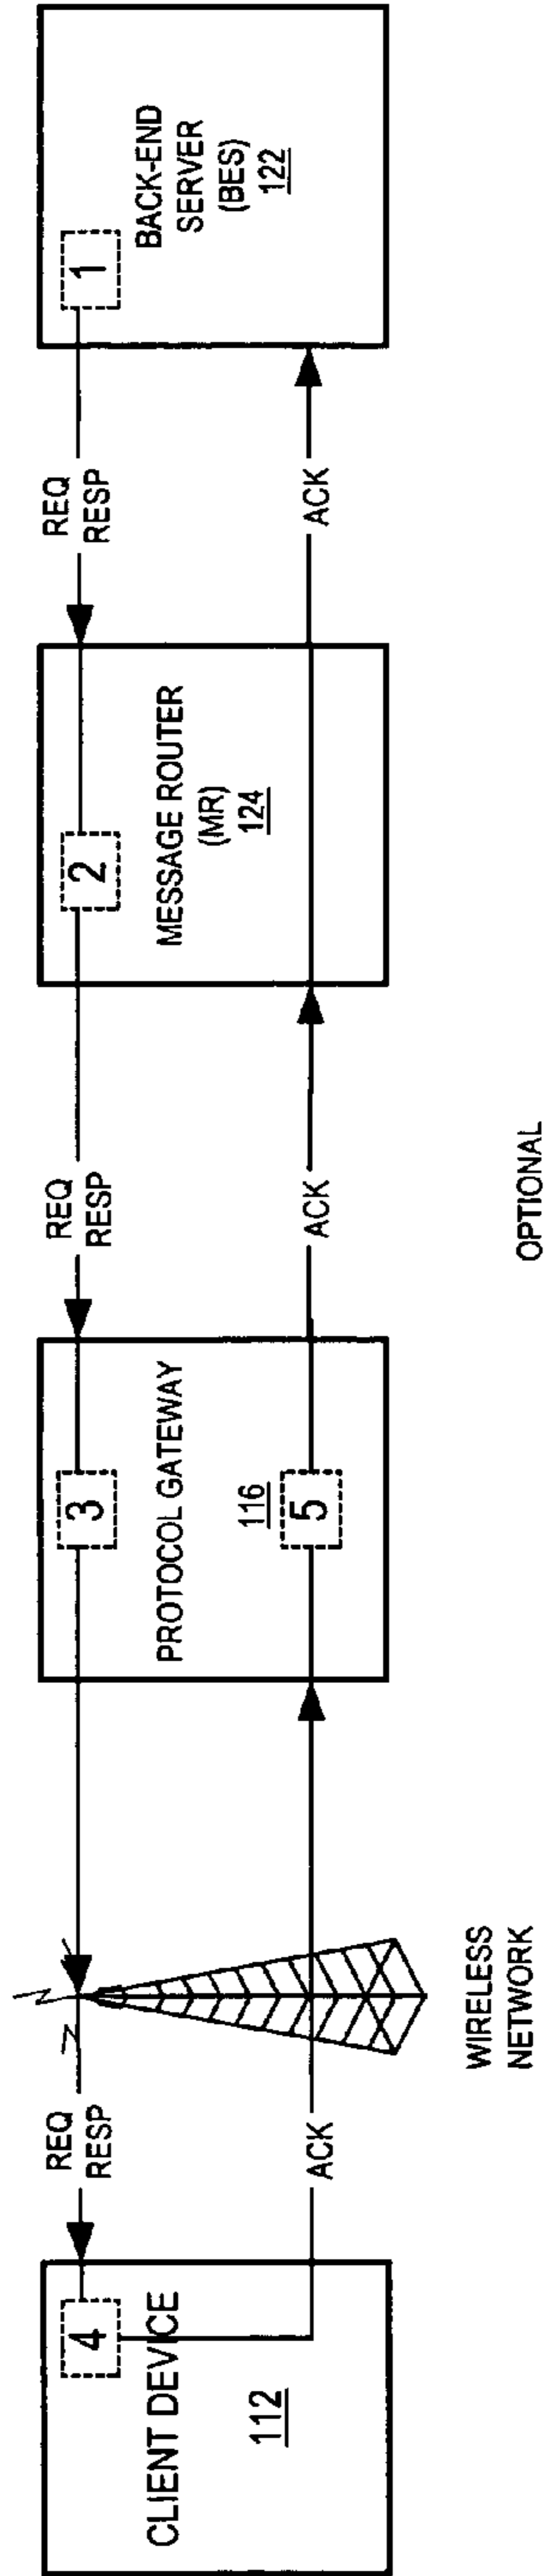 CLIENT DEVICE
112
4
REQ
RESP
ACK
WIRELESS
NETWORK
PROTOCOL GATEWAY
116
3
5
REQ
RESP
ACK
OPTIONAL
MESSAGE ROUTER
(MR)
124
2
REQ
RESP
ACK
BACK-END
SERVER
(BES)
122
1